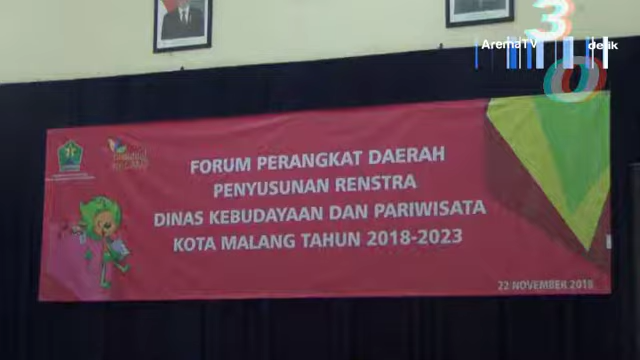 AremaTV
30
detik
FORUM PERANGKAT DAERAH
PENYUSUNAN RENSTRA
DINAS KEBUDAYAAN DAN PARIWISATA
KOTA MALANG TAHUN 2018-2023
22 NOVEMBER 2018